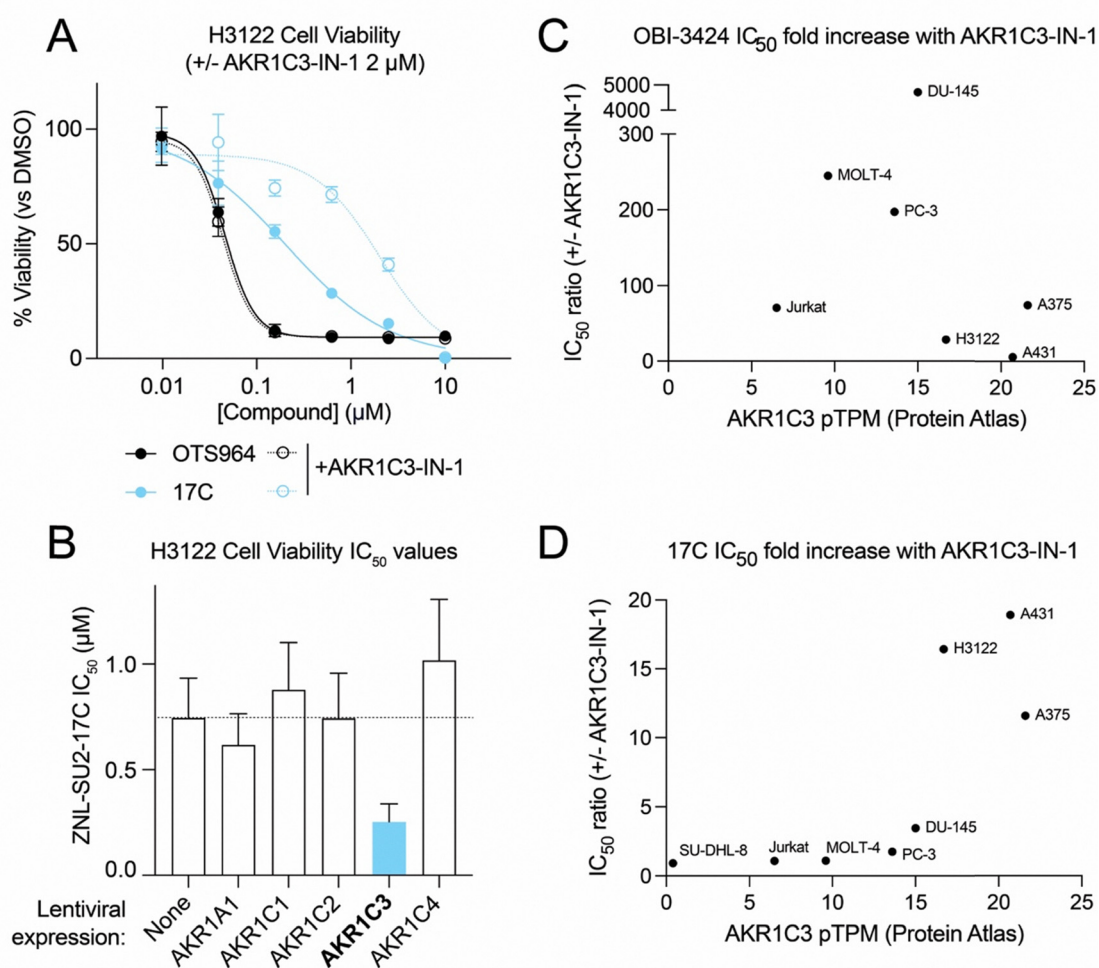 A
H3122 Cell Viability
(+/- AKR1C3-IN-1 2 µM)
% Viability (vs DMSO)
100
50
0
0.01
0.1
1
10
[Compound] (µM)
OTS964
17C
+AKR1C3-IN-1
B
H3122 Cell Viability IC50 values
ZNL-SU2-17C IC50 (µM)
1.0
0.5
0.0
Lentiviral
expression:
None
AKR1A1
AKR1C1
AKR1C2
AKR1C3
AKR1C4
C
OBI-3424 IC50 fold increase with AKR1C3-IN-1
IC50 ratio (+/- AKR1C3-IN-1)
5000
4000
300
200
100
0
DU-145
MOLT-4
PC-3
Jurkat
A375
H3122
A431
0
5
10
15
20
25
AKR1C3 pTPM (Protein Atlas)
D
17C IC50 fold increase with AKR1C3-IN-1
IC50 ratio (+/- AKR1C3-IN-1)
20
15
10
5
0
A431
H3122
A375
DU-145
SU-DHL-8
Jurkat
MOLT-4
PC-3
0
5
10
15
20
25
AKR1C3 pTPM (Protein Atlas)